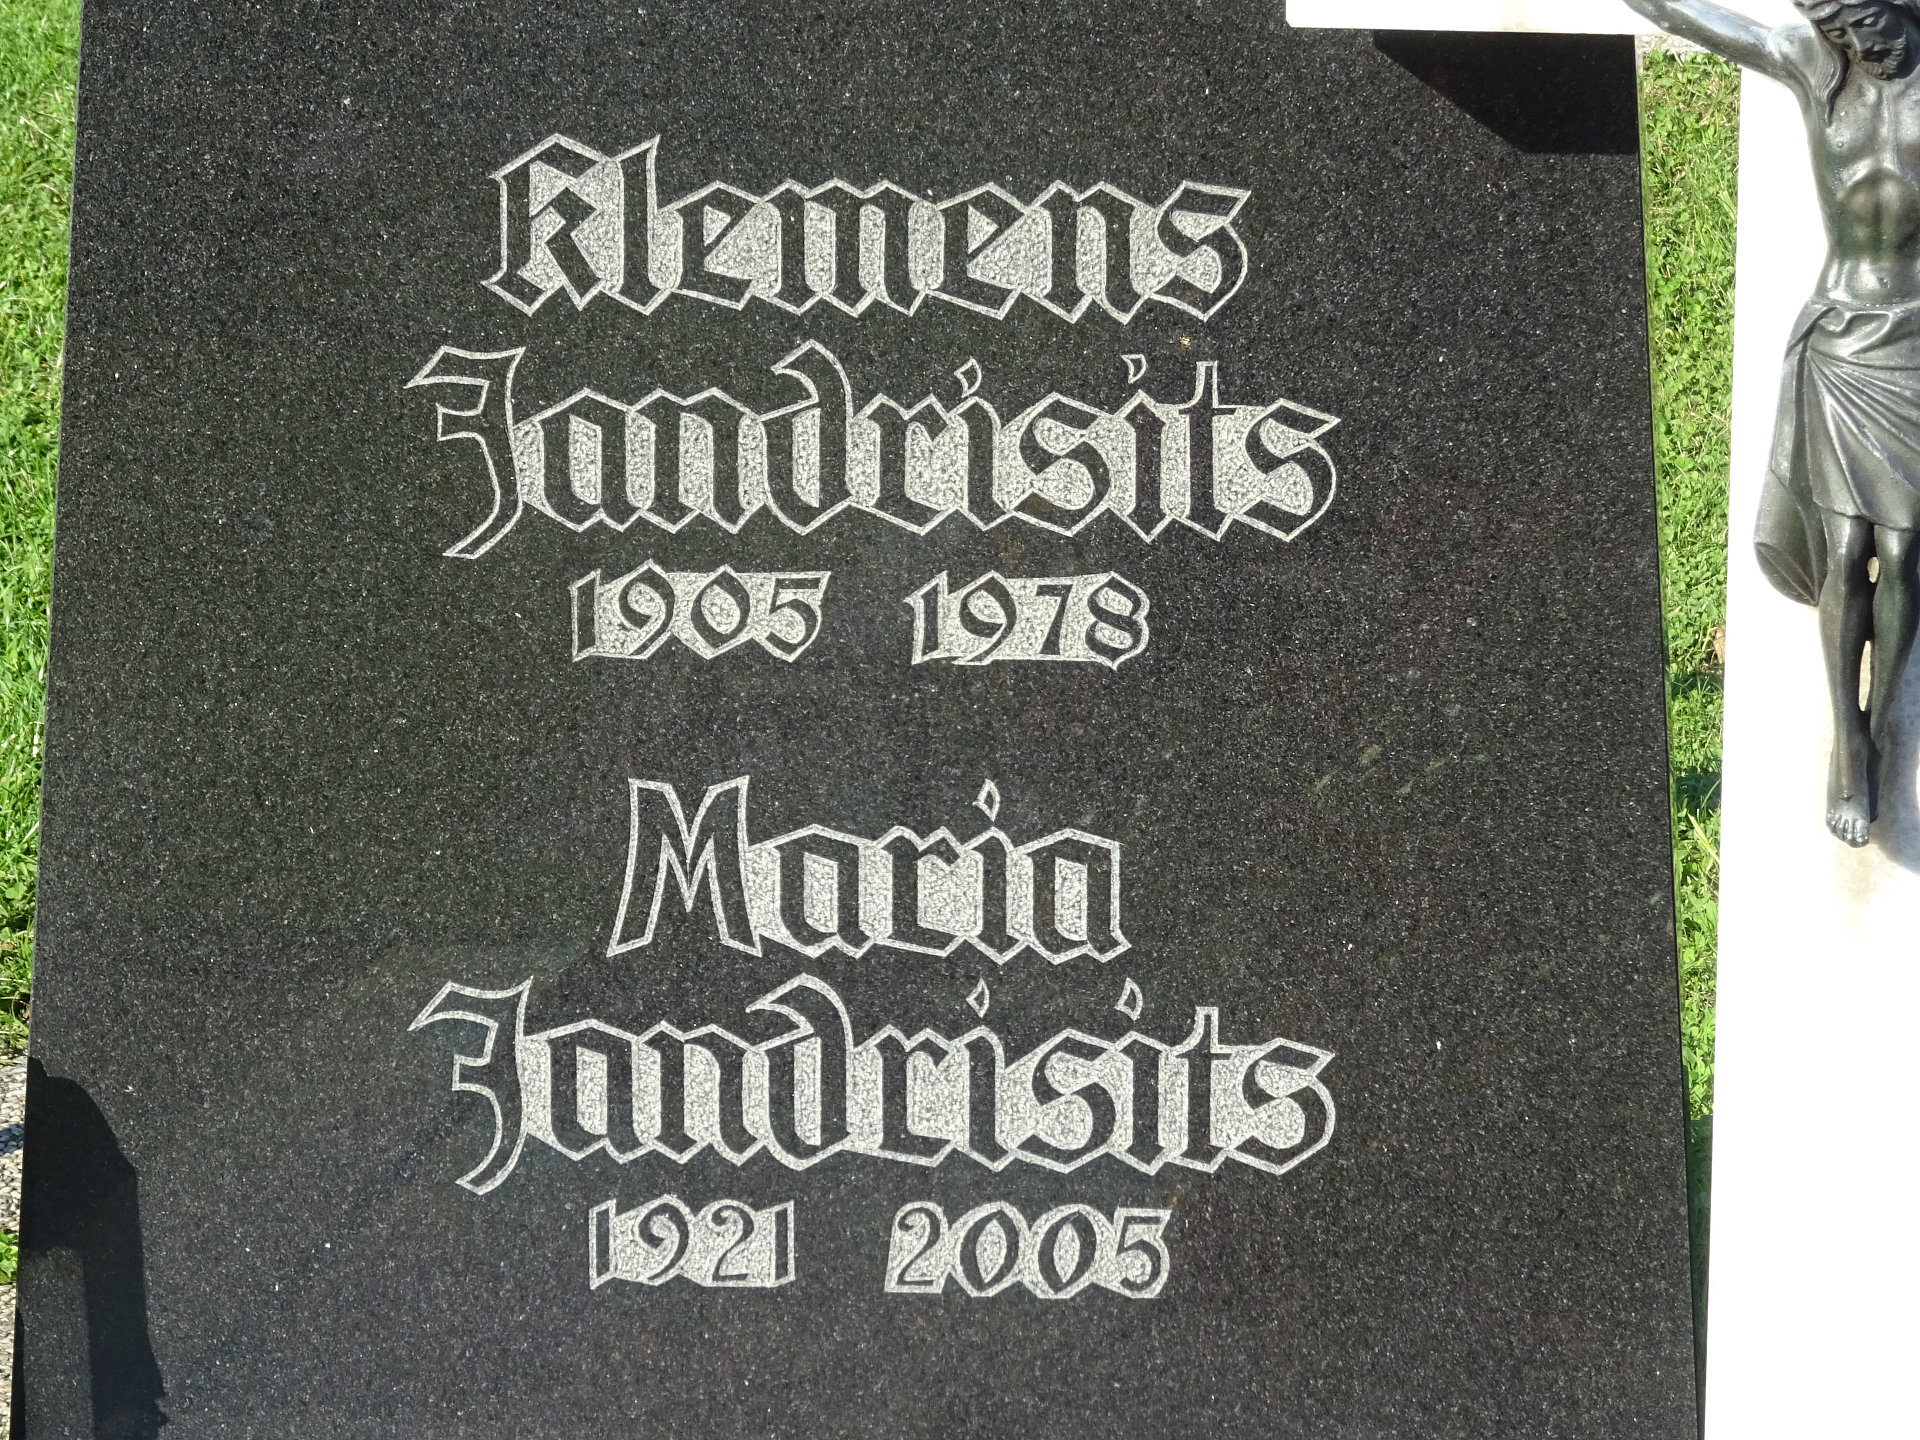 Klemens
Jandrisits
1905 1978
Maria
Jandrisits
1921 2005